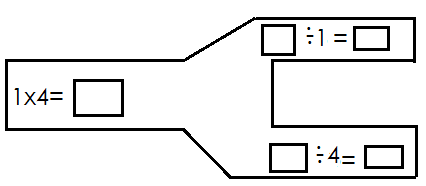 ÷1 =
1x4=
÷4=